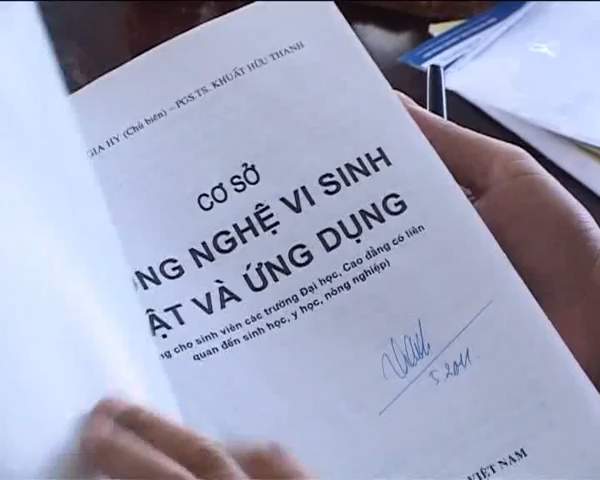 GIA HY (Chủ biên) – PGS.TS. KHUẤT HỮU THANH
CƠ SỞ
NG NGHỆ VI SINH
ẬT VÀ ỨNG DỤNG
ng cho sinh viên các trường Đại học, Cao đẳng có liên
quan đến sinh học, y học, nông nghiệp)
5.2011.
VIỆT NAM